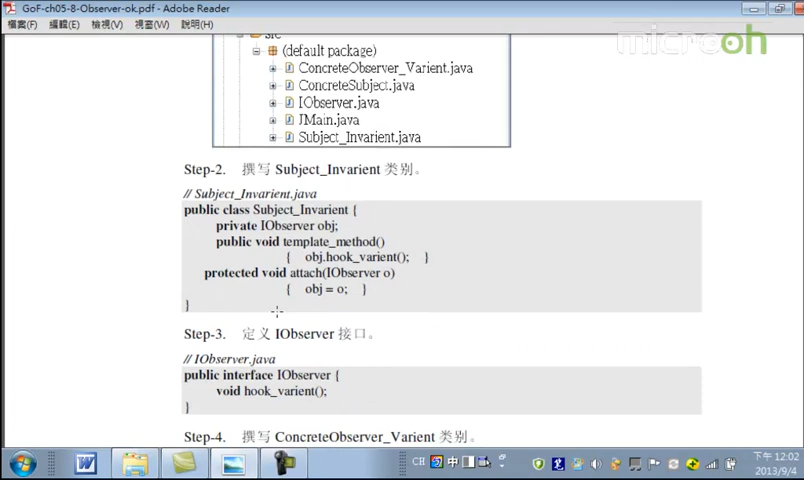 GoF-ch05-8-Observer-ok.pdf - Adobe Reader
檔案(F) 編輯(E) 檢視(V) 視窗(W) 說明(H)
microoh
src
(default package)
ConcreteObserver_Varient.java
ConcreteSubject.java
IObserver.java
JMain.java
Subject_Invarient.java
Step-2. 撰写 Subject_Invarient 类别。
// Subject_Invarient.java
public class Subject_Invarient {
private IObserver obj;
public void template_method()
{ obj.hook_varient(); }
protected void attach(IObserver o)
{ obj = o; }
}
Step-3. 定义 IObserver 接口。
// IObserver.java
public interface IObserver {
void hook_varient();
}
Step-4. 撰写 ConcreteObserver_Varient 类别。
CH 中
下午 12:02
2013/9/4